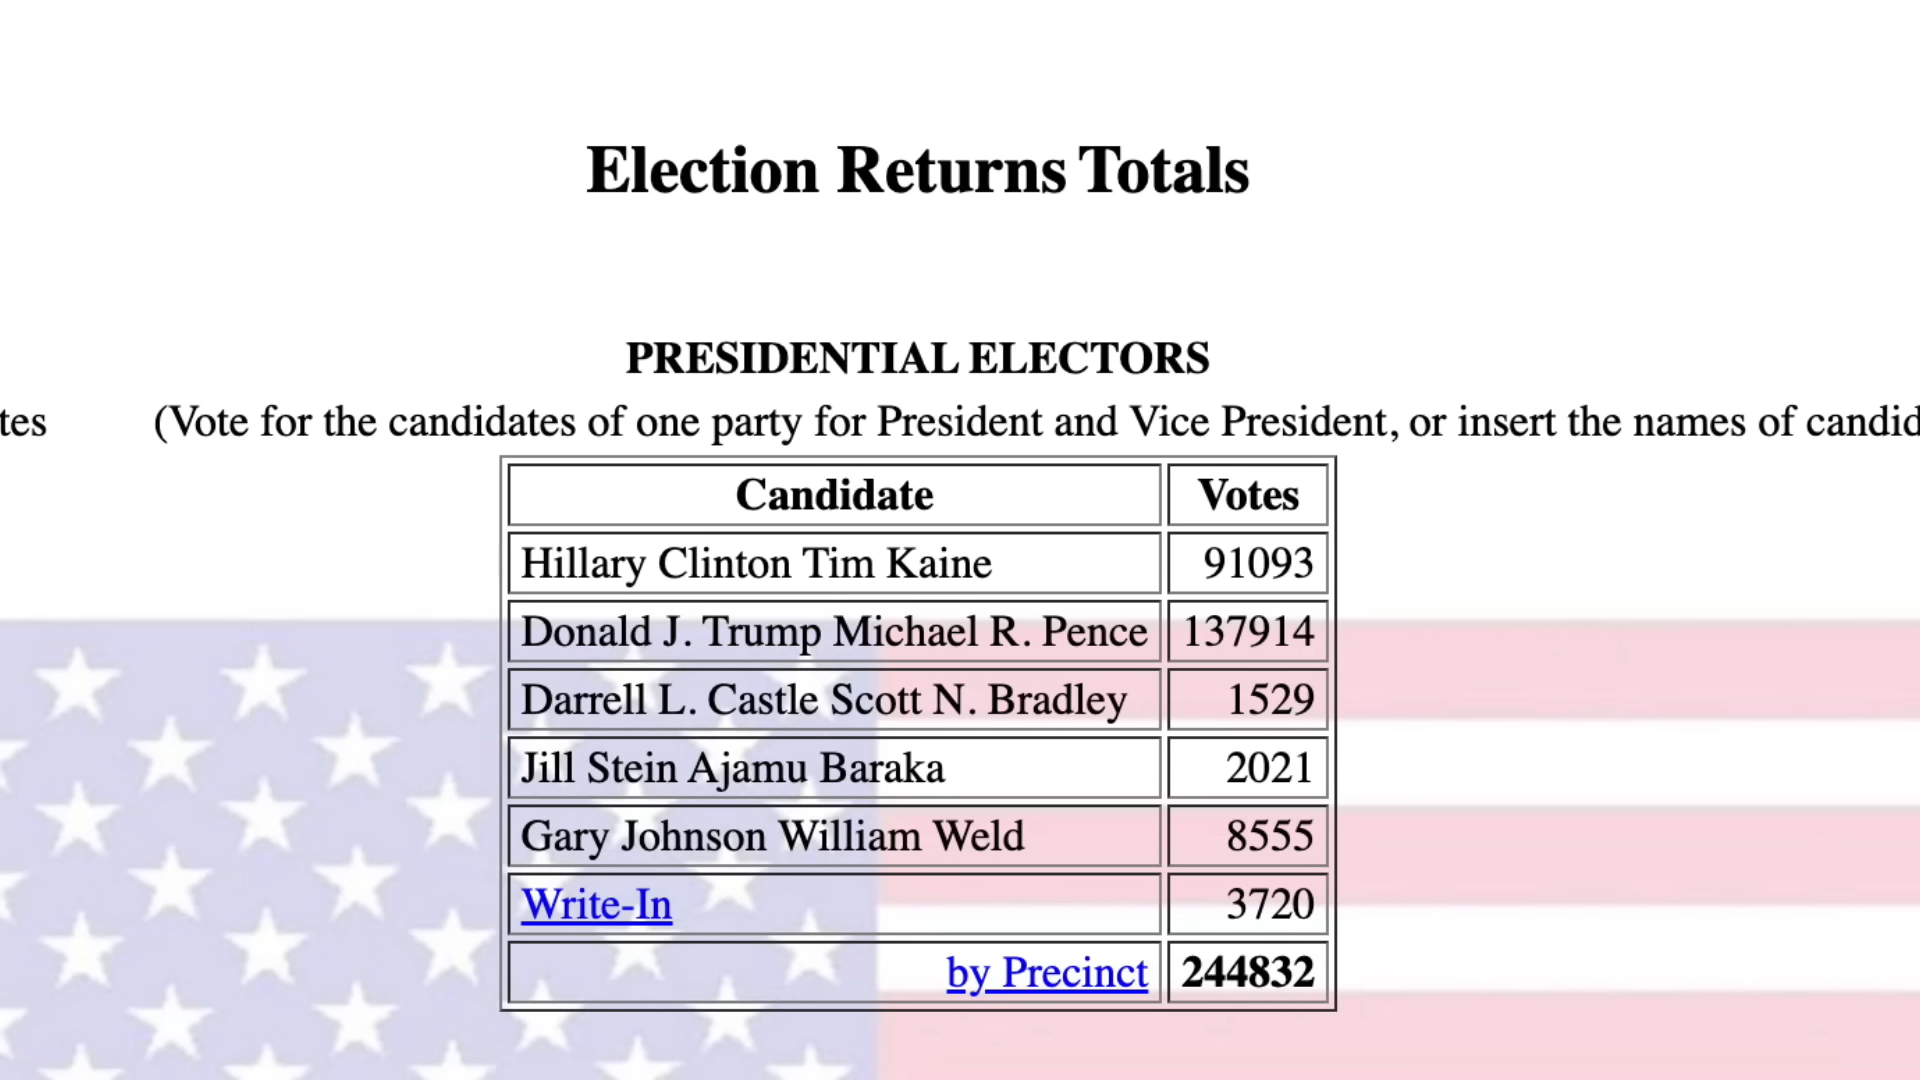 Election Returns Totals
PRESIDENTIAL ELECTORS
tes (Vote for the candidates of one party for President and Vice President, or insert the names of candid
Candidate Votes
Hillary Clinton Tim Kaine 91093
Donald J. Trump Michael R. Pence 137914
Darrell L. Castle Scott N. Bradley 1529
Jill Stein Ajamu Baraka 2021
Gary Johnson William Weld 8555
Write-In 3720
by Precinct 244832